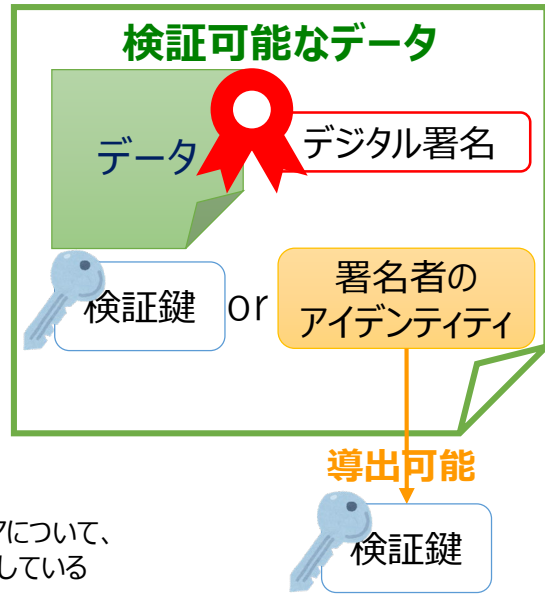 検証可能なデータ
データ
デジタル署名
検証鍵
or
署名者の
アイデンティティ
導出可能
アについて、
している
検証鍵